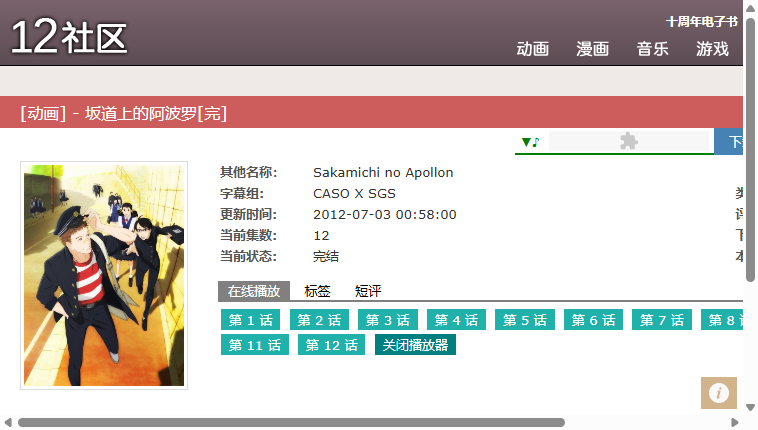 12社区
十周年电子书
动画 漫画 音乐 游戏
[动画] - 坂道上的阿波罗[完]
▼♪
其他名称: Sakamichi no Apollon
字幕组: CASO X SGS
更新时间: 2012-07-03 00:58:00
当前集数: 12
当前状态: 完结
在线播放 标签 短评
第 1 话 第 2 话 第 3 话 第 4 话 第 5 话 第 6 话 第 7 话 第 8
第 11 话 第 12 话 关闭播放器